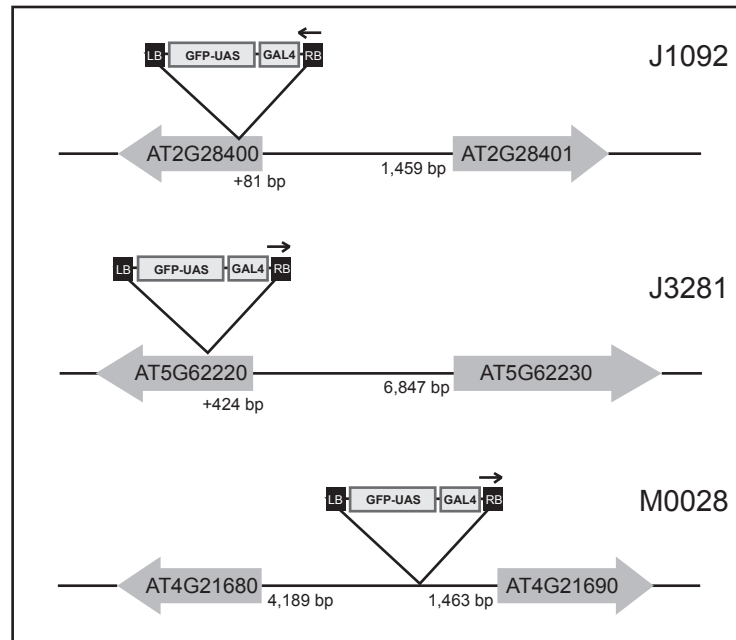 LB GFP-UAS GAL4 RB
J1092
AT2G28400 AT2G28401
+81 bp 1,459 bp
LB GFP-UAS GAL4 RB
J3281
AT5G62220 AT5G62230
+424 bp 6,847 bp
LB GFP-UAS GAL4 RB
M0028
AT4G21680 AT4G21690
4,189 bp 1,463 bp